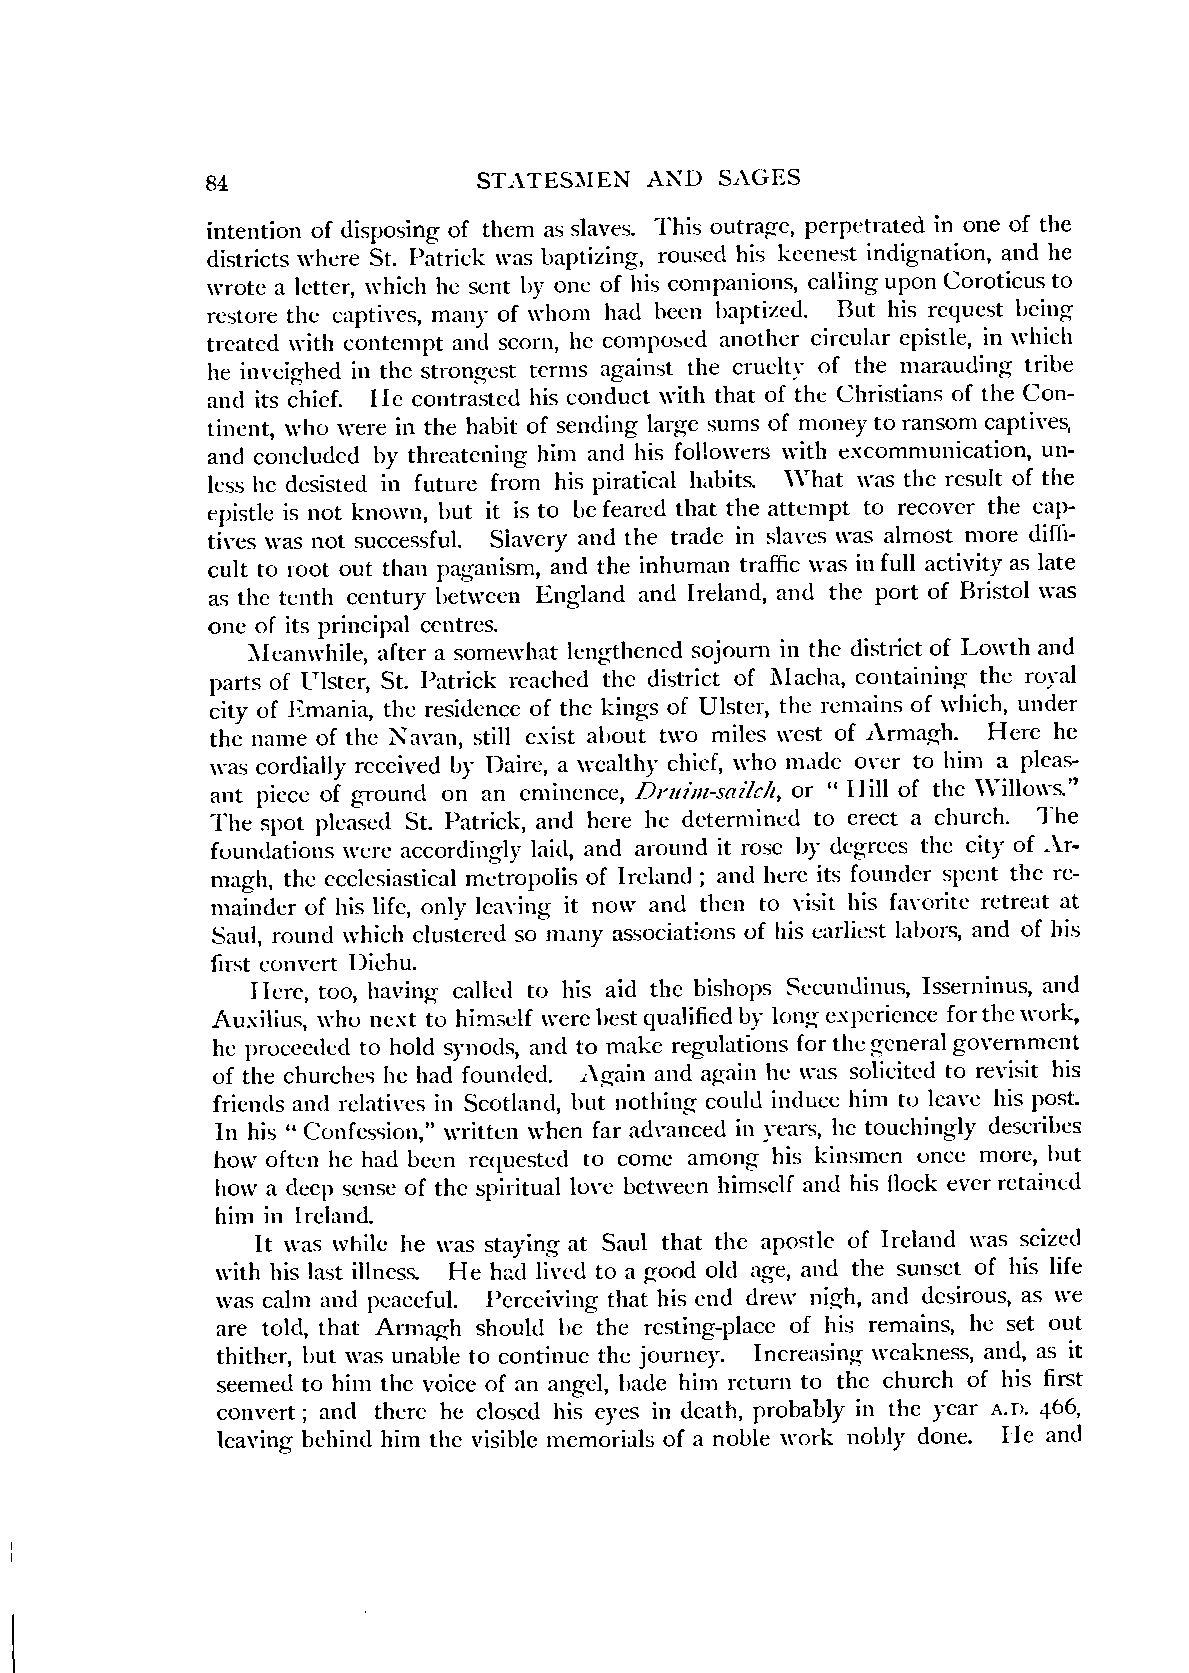 84 STATESMEN AND SAGES
intention of disposing of them as slaves. This outrage, perpetrated in one of the
districts where St. Patrick was baptizing, roused his keenest indignation, and he
wrote a letter, which he sent by one of his companions, calling upon Coroticus to
restore the captives, many of whom had been baptized. But his request being
treated with contempt and scorn, he composed another circular epistle, in which
he inveighed in the strongest terms against the cruelty of the marauding tribe
and its chief. He contrasted his conduct with that of the Christians of the Con-
tinent, who were in the habit of sending large sums of money to ransom captives,
and concluded by threatening him and his followers with excommunication, un-
less he desisted in future from his piratical habits. What was the result of the
epistle is not known, but it is to be feared that the attempt to recover the cap-
tives was not successful. Slavery and the trade in slaves was almost more diffi-
cult to root out than paganism, and the inhuman traffic was in full activity as late
as the tenth century between England and Ireland, and the port of Bristol was
one of its principal centres.
Meanwhile, after a somewhat lengthened sojourn in the district of Lowth and
parts of Ulster, St. Patrick reached the district of Macha, containing the royal
city of Emania, the residence of the kings of Ulster, the remains of which, under
the name of the Navan, still exist about two miles west of Armagh. Here he
was cordially received by Daire, a wealthy chief, who made over to him a pleas-
ant piece of ground on an eminence, Druim-sailch, or " Hill of the Willows."
The spot pleased St. Patrick, and here he determined to erect a church. The
foundations were accordingly laid, and around it rose by degrees the city of Ar-
magh, the ecclesiastical metropolis of Ireland ; and here its founder spent the re-
mainder of his life, only leaving it now and then to visit his favorite retreat at
Saul, round which clustered so many associations of his earliest labors, and of his
first convert Dichu.
Here, too, having called to his aid the bishops Secundinus, Isserninus, and
Auxilius, who next to himself were best qualified by long experience for the work,
he proceeded to hold synods, and to make regulations for the general government
of the churches he had founded. Again and again he was solicited to revisit his
friends and relatives in Scotland, but nothing could induce him to leave his post.
In his " Confession," written when far advanced in years, he touchingly describes
how often he had been requested to come among his kinsmen once more, but
how a deep sense of the spiritual love between himself and his flock ever retained
him in Ireland.
It was while he was staying at Saul that the apostle of Ireland was seized
with his last illness. He had lived to a good old age, and the sunset of his life
was calm and peaceful. Perceiving that his end drew nigh, and desirous, as we
are told, that Armagh should be the resting-place of his remains, he set out
thither, but was unable to continue the journey. Increasing weakness, and, as it
seemed to him the voice of an angel, bade him return to the church of his first
convert ; and there he closed his eyes in death, probably in the year A.D. 466,
leaving behind him the visible memorials of a noble work nobly done. He and